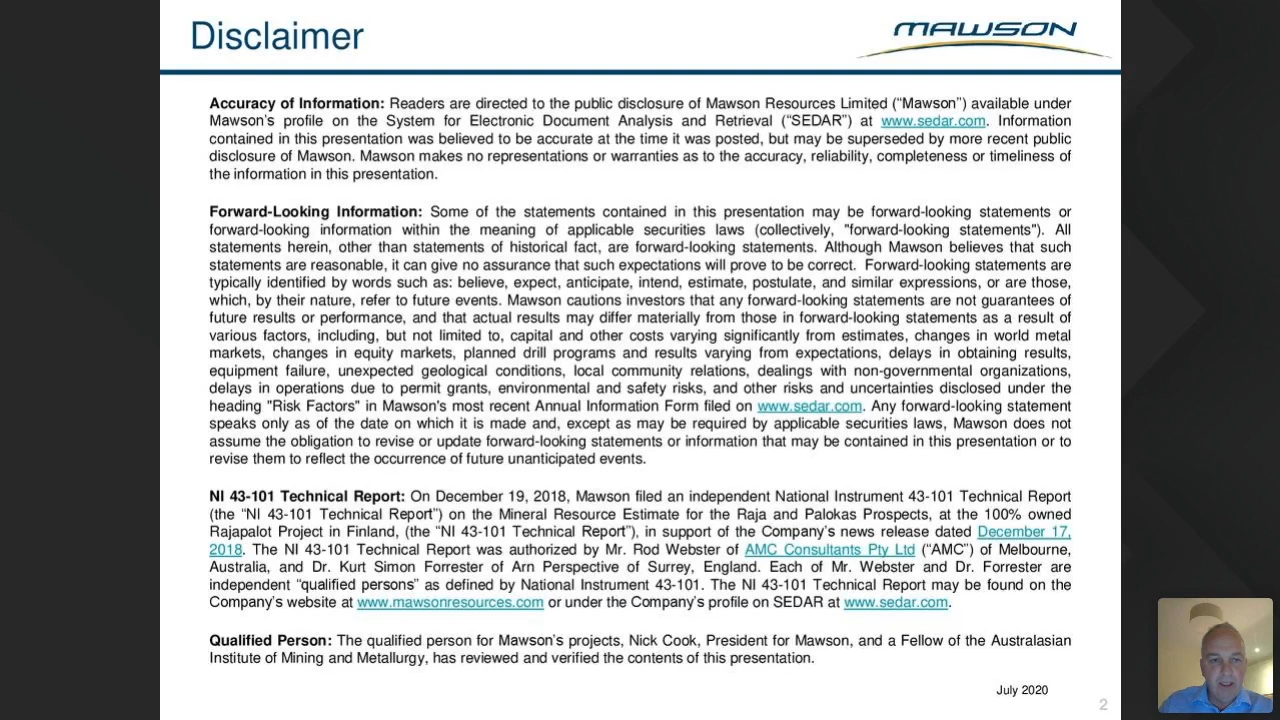 Disclaimer
MAWSON
Accuracy of Information: Readers are directed to the public disclosure of Mawson Resources Limited (“Mawson”) available under
Mawson’s profile on the System for Electronic Document Analysis and Retrieval (“SEDAR”) at www.sedar.com. Information
contained in this presentation was believed to be accurate at the time it was posted, but may be superseded by more recent public
disclosure of Mawson. Mawson makes no representations or warranties as to the accuracy, reliability, completeness or timeliness of
the information in this presentation.
Forward-Looking Information: Some of the statements contained in this presentation may be forward-looking statements or
forward-looking information within the meaning of applicable securities laws (collectively, "forward-looking statements"). All
statements herein, other than statements of historical fact, are forward-looking statements. Although Mawson believes that such
statements are reasonable, it can give no assurance that such expectations will prove to be correct. Forward-looking statements are
typically identified by words such as: believe, expect, anticipate, intend, estimate, postulate, and similar expressions, or are those,
which, by their nature, refer to future events. Mawson cautions investors that any forward-looking statements are not guarantees of
future results or performance, and that actual results may differ materially from those in forward-looking statements as a result of
various factors, including, but not limited to, capital and other costs varying significantly from estimates, changes in world metal
markets, changes in equity markets, planned drill programs and results varying from expectations, delays in obtaining results,
equipment failure, unexpected geological conditions, local community relations, dealings with non-governmental organizations,
delays in operations due to permit grants, environmental and safety risks, and other risks and uncertainties disclosed under the
heading "Risk Factors" in Mawson's most recent Annual Information Form filed on www.sedar.com. Any forward-looking statement
speaks only as of the date on which it is made and, except as may be required by applicable securities laws, Mawson does not
assume the obligation to revise or update forward-looking statements or information that may be contained in this presentation or to
revise them to reflect the occurrence of future unanticipated events.
NI 43-101 Technical Report: On December 19, 2018, Mawson filed an independent National Instrument 43-101 Technical Report
(the “NI 43-101 Technical Report”) on the Mineral Resource Estimate for the Raja and Palokas Prospects, at the 100% owned
Rajapalot Project in Finland, (the “NI 43-101 Technical Report”), in support of the Company’s news release dated December 17,
2018. The NI 43-101 Technical Report was authorized by Mr. Rod Webster of AMC Consultants Pty Ltd (“AMC”) of Melbourne,
Australia, and Dr. Kurt Simon Forrester of Arn Perspective of Surrey, England. Each of Mr. Webster and Dr. Forrester are
independent “qualified persons” as defined by National Instrument 43-101. The NI 43-101 Technical Report may be found on the
Company’s website at www.mawsonresources.com or under the Company’s profile on SEDAR at www.sedar.com.
Qualified Person: The qualified person for Mawson’s projects, Nick Cook, President for Mawson, and a Fellow of the Australasian
Institute of Mining and Metallurgy, has reviewed and verified the contents of this presentation.
July 2020
2